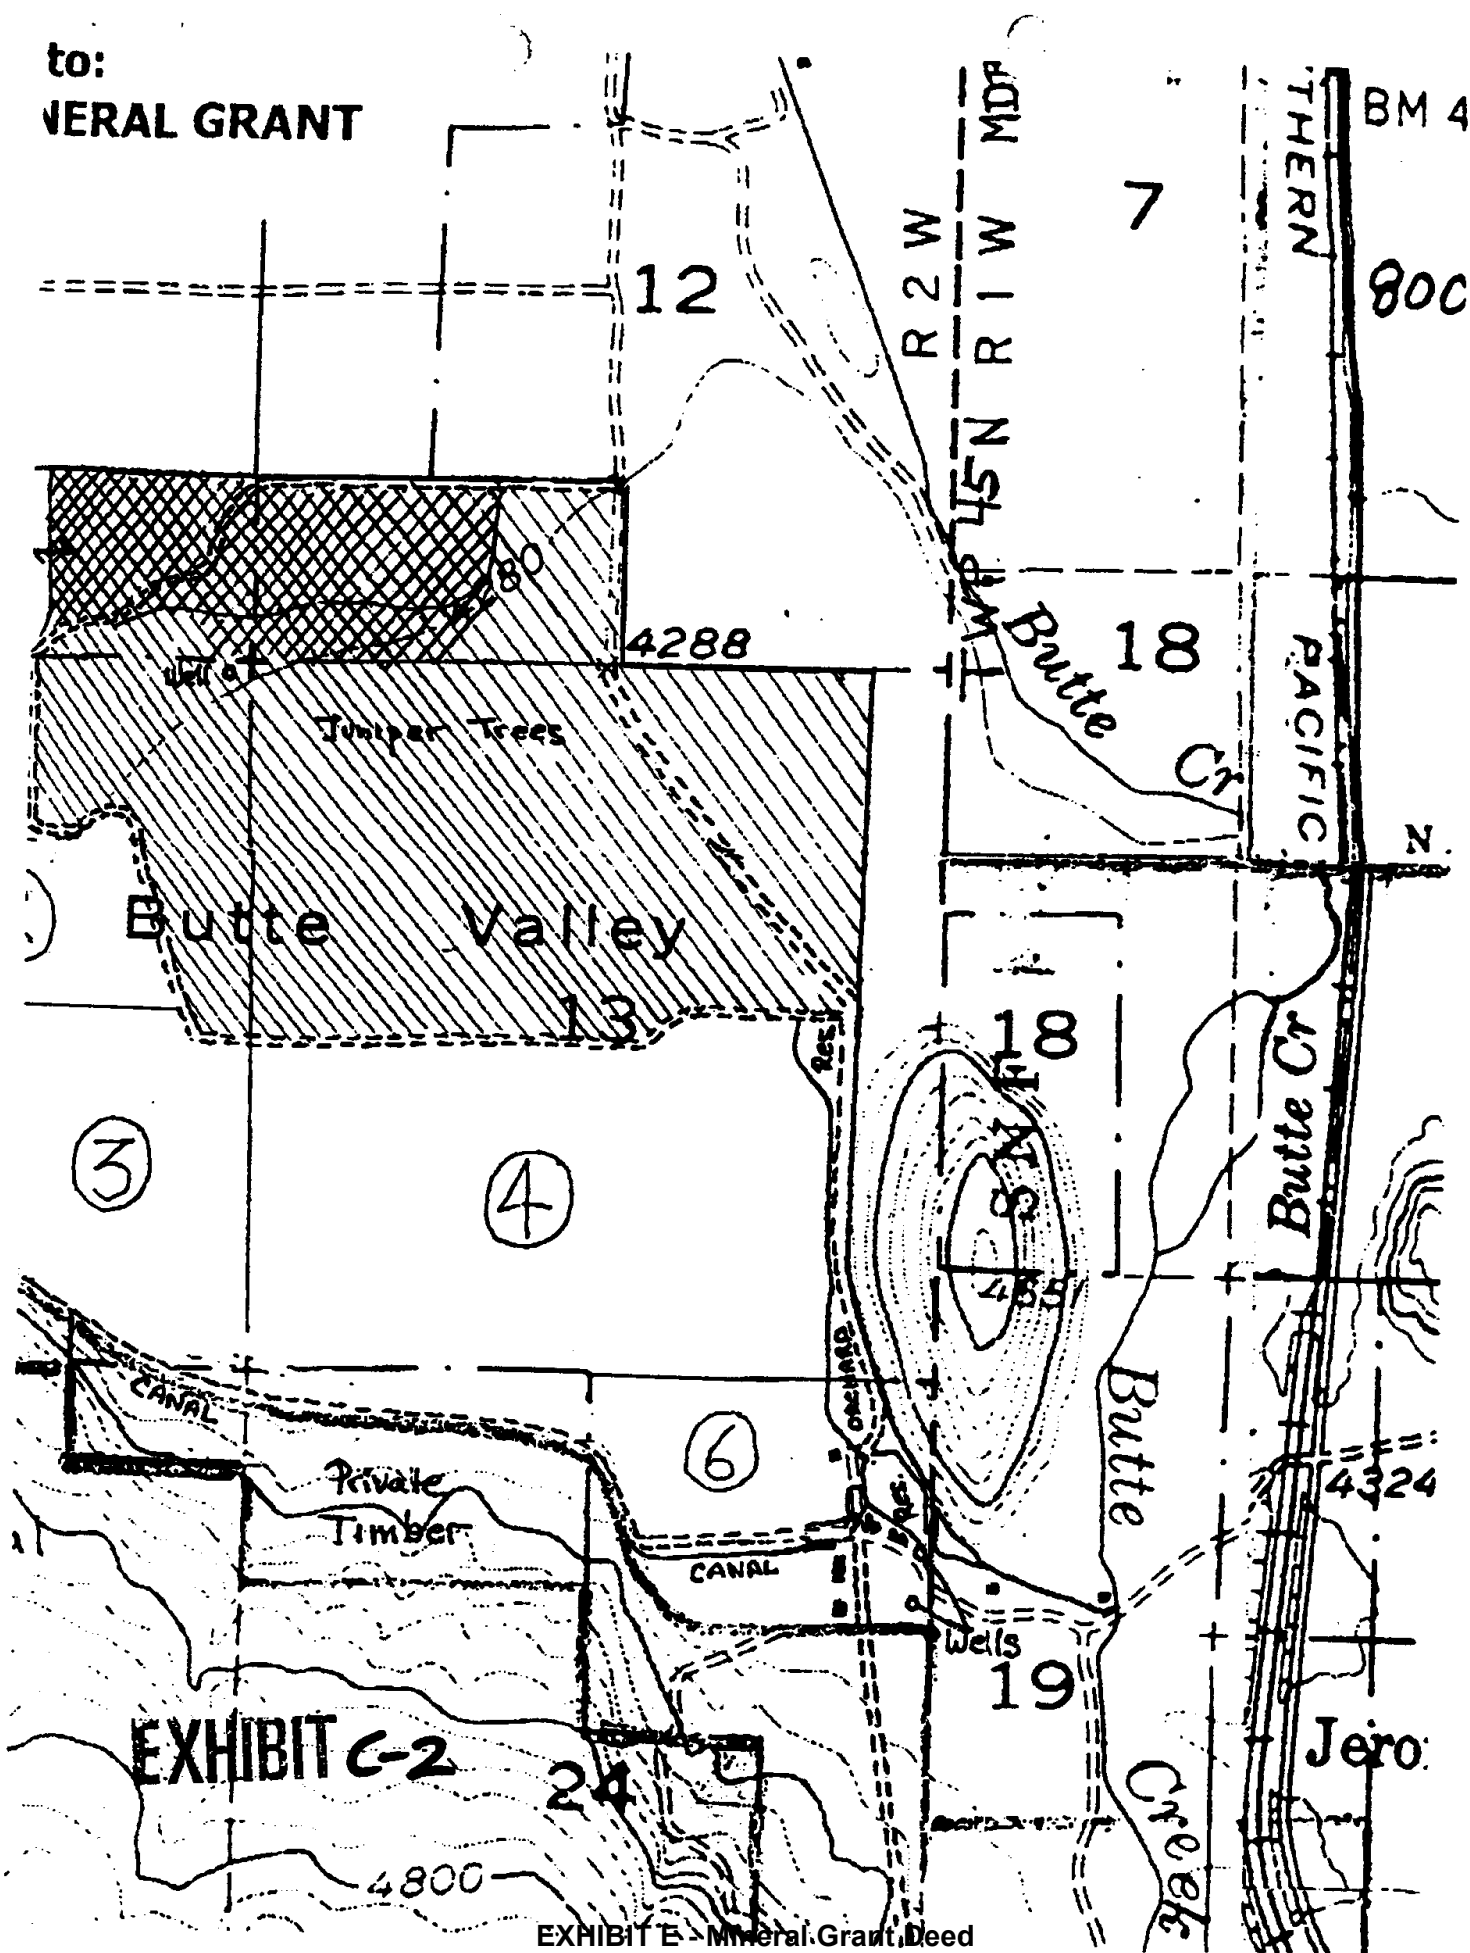 to:
NERAL GRANT
BM 4
MDM
THERN
7
12
R 2 W
R I W
800
45 N
80
Butte
4288
18
PACIFIC
Well
Juniper Trees
Cr
N
Butte Valley
13
Res.
18
Butte Cr
3
4
455
ORCHARD
CANAL
6
Butte
Private
Timber
RES.
4324
CANAL
Wells
19
EXHIBIT C-2
24
Jero
Creek
4800
EXHIBIT E - Mineral Grant Deed